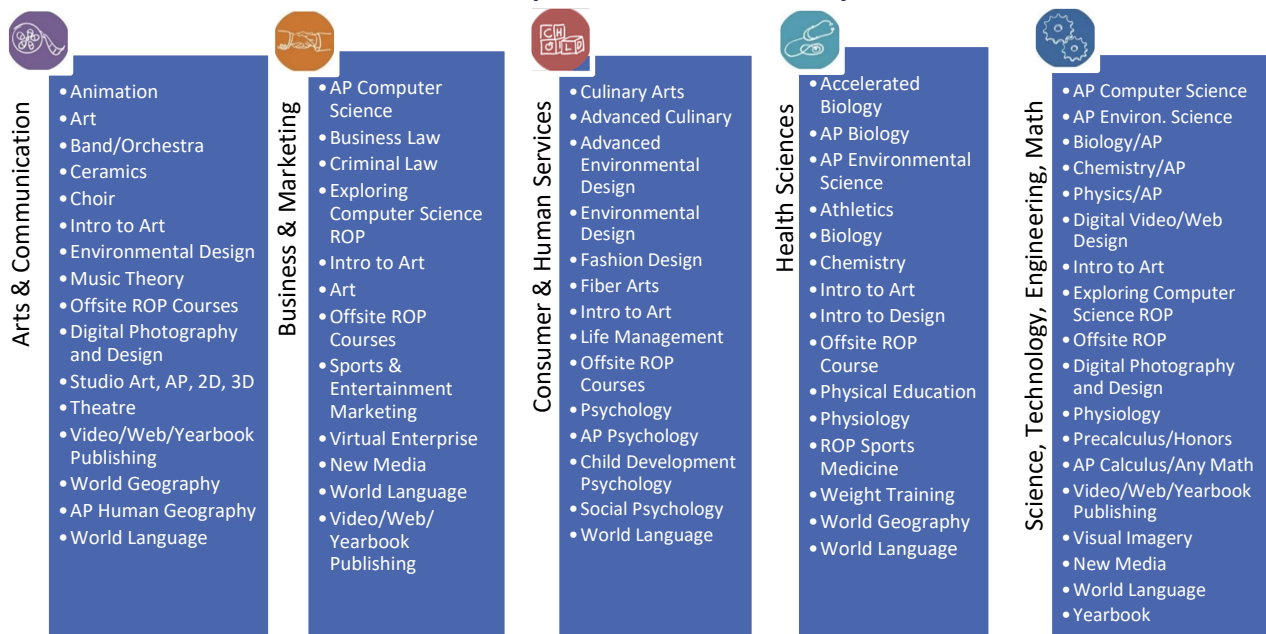 Arts & Communication
• Animation
• Art
• Band/Orchestra
• Ceramics
• Choir
• Intro to Art
• Environmental Design
• Music Theory
• Offsite ROP Courses
• Digital Photography
and Design
• Studio Art, AP, 2D, 3D
• Theatre
• Video/Web/Yearbook
Publishing
• World Geography
• AP Human Geography
• World Language
Business & Marketing
• AP Computer
Science
• Business Law
• Criminal Law
• Exploring
Computer Science
ROP
• Intro to Art
• Art
• Offsite ROP
Courses
• Sports &
Entertainment
Marketing
• Virtual Enterprise
• New Media
• World Language
• Video/Web/
Yearbook
Publishing
CH
LD
Consumer & Human Services
• Culinary Arts
• Advanced Culinary
• Advanced
Environmental
Design
• Environmental
Design
• Fashion Design
• Fiber Arts
• Intro to Art
• Life Management
• Offsite ROP
Courses
• Psychology
• AP Psychology
• Child Development
Psychology
• Social Psychology
• World Language
Health Sciences
• Accelerated
Biology
• AP Biology
• AP Environmental
Science
• Athletics
• Biology
• Chemistry
• Intro to Art
• Intro to Design
• Offsite ROP
Course
• Physical Education
• Physiology
• ROP Sports
Medicine
• Weight Training
• World Geography
• World Language
Science, Technology, Engineering, Math
• AP Computer Science
• AP Environ. Science
• Biology/AP
• Chemistry/AP
• Physics/AP
• Digital Video/Web
Design
• Intro to Art
• Exploring Computer
Science ROP
• Offsite ROP
• Digital Photography
and Design
• Physiology
• Precalculus/Honors
• AP Calculus/Any Math
• Video/Web/Yearbook
Publishing
• Visual Imagery
• New Media
• World Language
• Yearbook